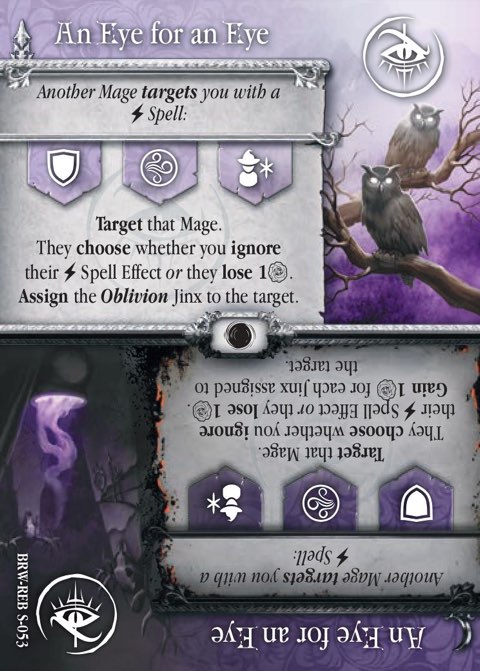 An Eye for an Eye
Another Mage targets you with a
Spell:
Target that Mage.
They choose whether you ignore
their Spell Effect or they lose 1.
Assign the Oblivion Jinx to the target.
An Eye for an Eye
Another Mage targets you with a
Spell:
Target that Mage.
They choose whether you ignore
their Spell Effect or they lose 1.
Gain 1 for each Jinx assigned to
the target.
BRW-REB S-053